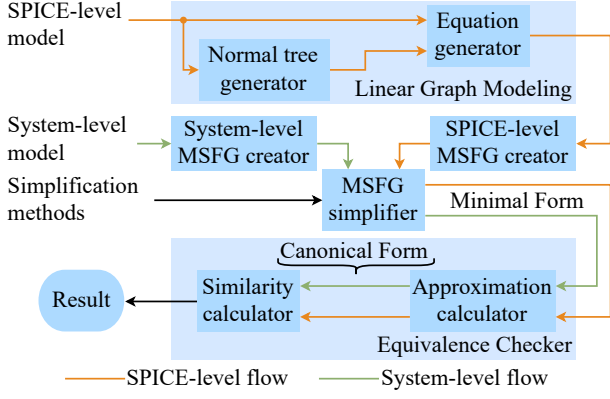 SPICE-level
model
Equation
generator
Normal tree
generator
Linear Graph Modeling
System-level
model
System-level
MSFG creator
SPICE-level
MSFG creator
Simplification
methods
MSFG
simplifier
Minimal Form
Canonical Form
Result
Similarity
calculator
Approximation
calculator
Equivalence Checker
SPICE-level flow
System-level flow